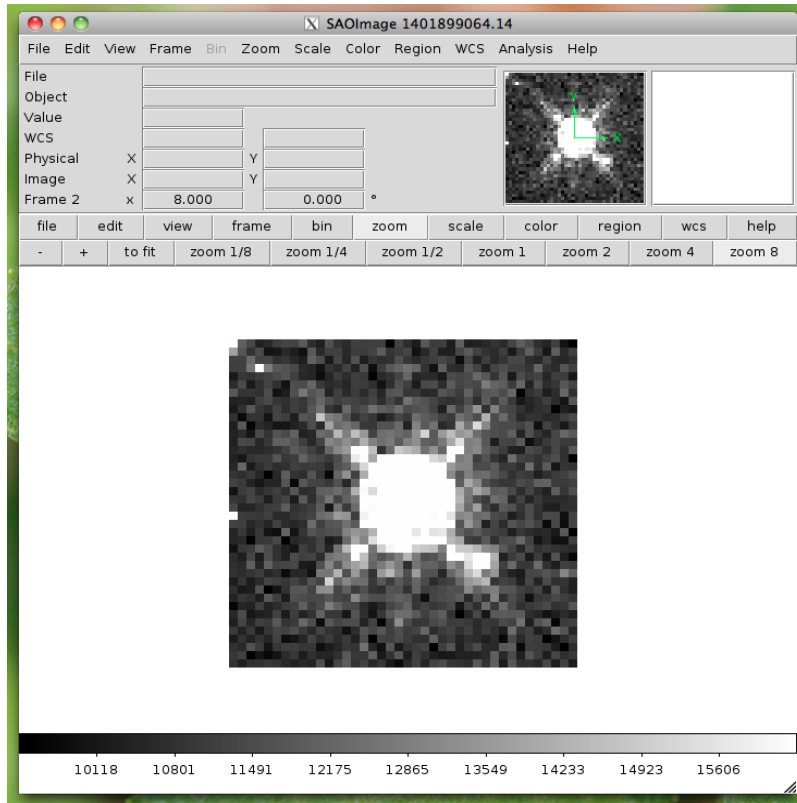 X SAOImage 1401899064.14
File Edit View Frame Bin Zoom Scale Color Region WCS Analysis Help
File
Object
Value
WCS
Physical X Y
Image X Y
Frame 2 x 8.000 0.000 °
Y
X
file edit view frame bin zoom scale color region wcs help
- + to fit zoom 1/8 zoom 1/4 zoom 1/2 zoom 1 zoom 2 zoom 4 zoom 8
10118 10801 11491 12175 12865 13549 14233 14923 15606